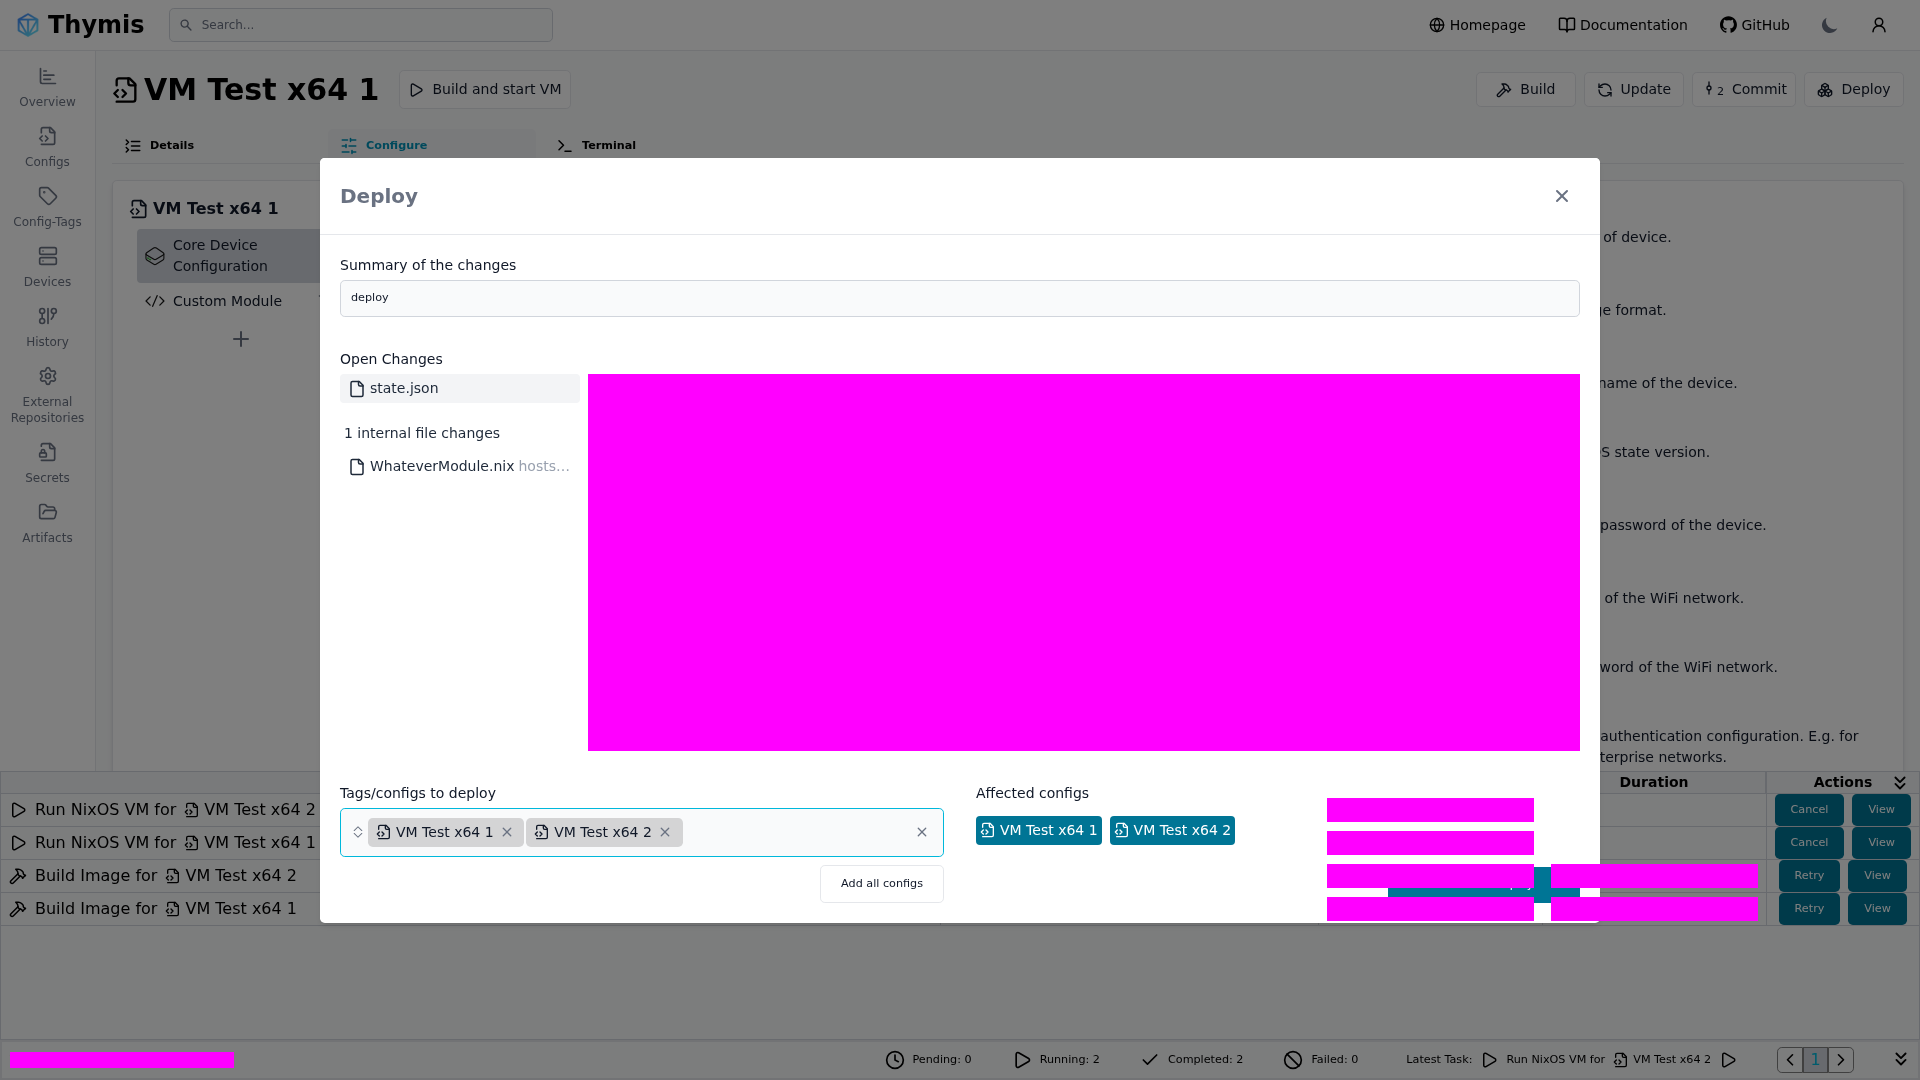 Thymis
Search...
Homepage
Documentation
GitHub
VM Test x64 1
Build and start VM
Build
Update
2 Commit
Deploy
Overview
Configs
Config-Tags
Devices
History
External
Repositories
Secrets
Artifacts
Details
Configure
Terminal
VM Test x64 1
Core Device
Configuration
Custom Module
Deploy
Summary of the changes
deploy
Open Changes
state.json
1 internal file changes
WhateverModule.nix hosts...
of device.
format.
name of the device.
state version.
password of the device.
of the WiFi network.
of the WiFi network.
authentication configuration. E.g. for
networks.
Tags/configs to deploy
VM Test x64 1
VM Test x64 2
Add all configs
Affected configs
VM Test x64 1
VM Test x64 2
Duration
Actions
Run NixOS VM for VM Test x64 2
Cancel
View
Run NixOS VM for VM Test x64 1
Cancel
View
Build Image for VM Test x64 2
Retry
View
Build Image for VM Test x64 1
Retry
View
Pending: 0
Running: 2
Completed: 2
Failed: 0
Latest Task: Run NixOS VM for VM Test x64 2
1